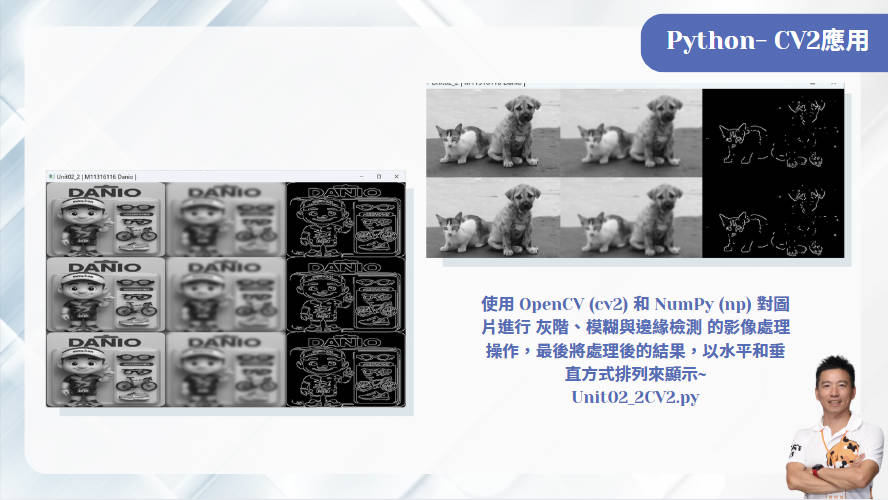 Python- CV2應用
Unit02_2 | M11316116 Danio |
Unit02_2 | M11316116 Danio |
DANIO
DANIO
DANIO
DANIO
DANIO
DANIO
DANIO
DANIO
DANIO
使用 OpenCV (cv2) 和 NumPy (np) 對圖
片進行 灰階、模糊與邊緣檢測 的影像處理
操作，最後將處理後的結果，以水平和垂
直方式排列來顯示~
Unit02_2CV2.py